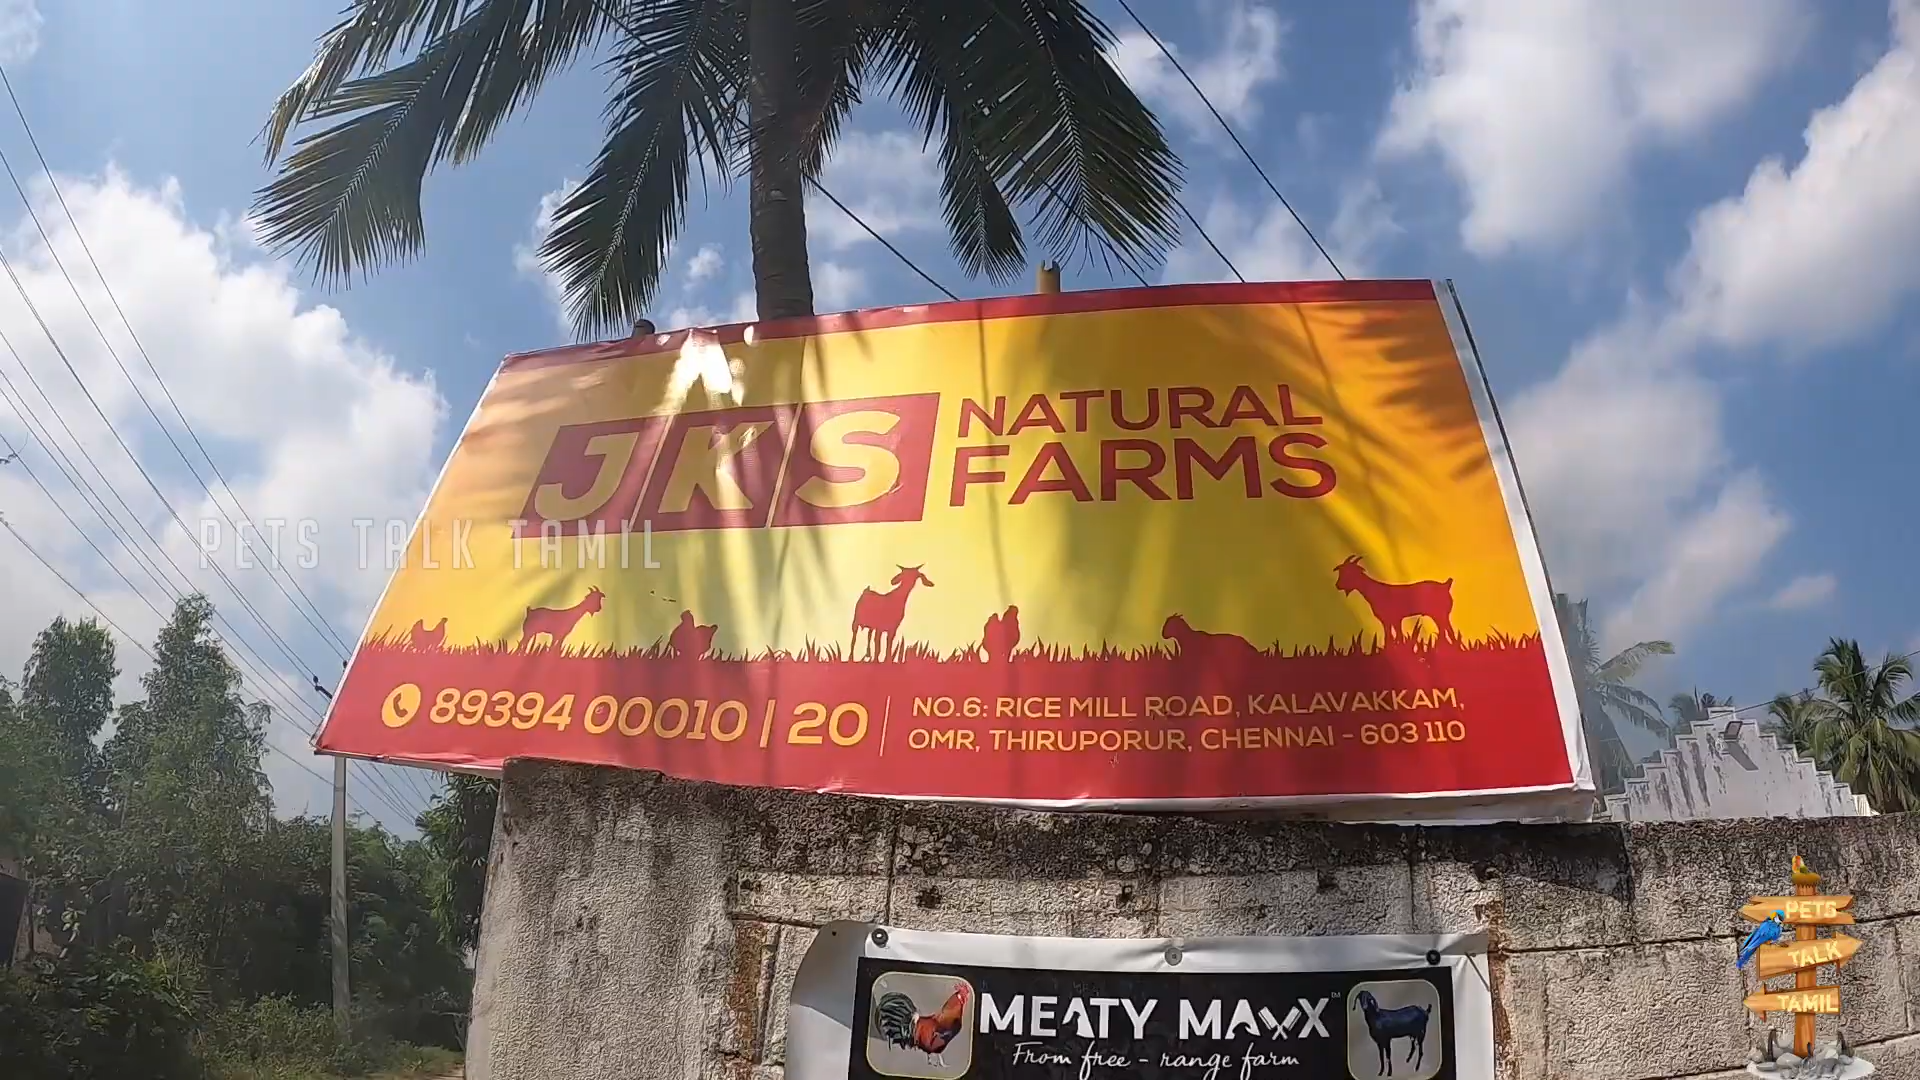 JKS NATURAL
FARMS
PETS TALK TAMIL
89394 00010 | 20
NO.6: RICE MILL ROAD, KALAVAKKAM,
OMR, THIRUPORUR, CHENNAI - 603 110
MEATY MAXX™
From free - range farm
PETS
TALK
TAMIL